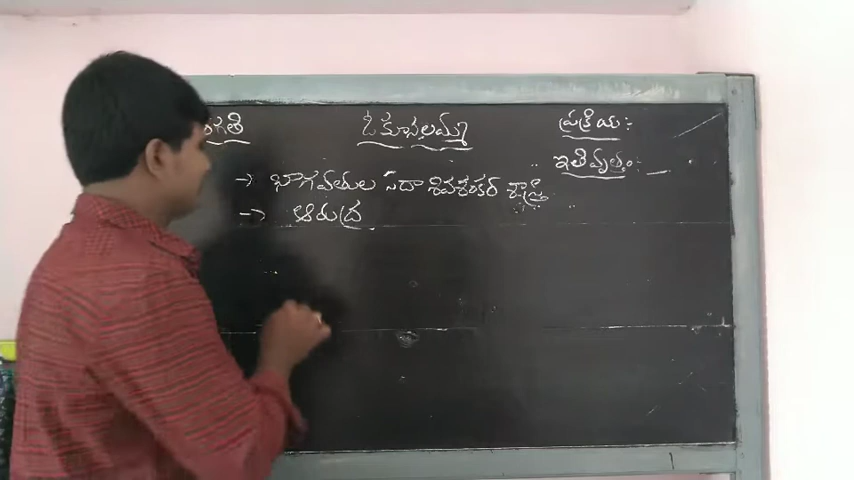 ఓ కూనలమ్మా ప్రక్రియ:
ఇతివృత్తం: –
→ భాగవతుల సదా శివశంకర్ శాస్త్రి
→ ఆరుద్ర